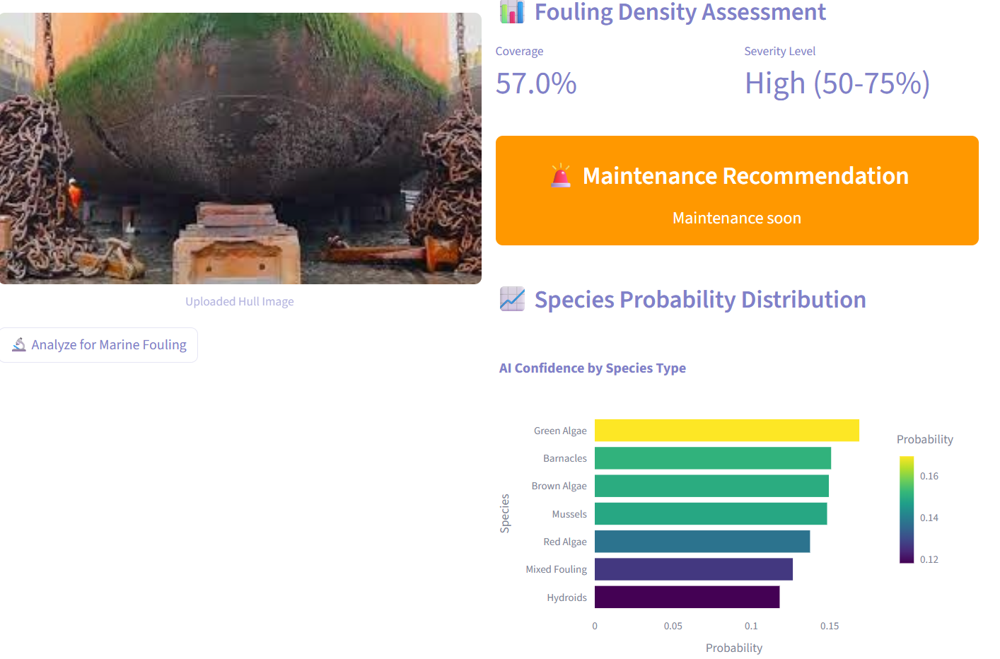 Uploaded Hull Image
Analyze for Marine Fouling
Fouling Density Assessment
Coverage
57.0%
Severity Level
High (50-75%)
Maintenance Recommendation
Maintenance soon
Species Probability Distribution
AI Confidence by Species Type
Species
Green Algae
Barnacles
Brown Algae
Mussels
Red Algae
Mixed Fouling
Hydroids
0
0.05
0.1
0.15
Probability
Probability
0.16
0.14
0.12